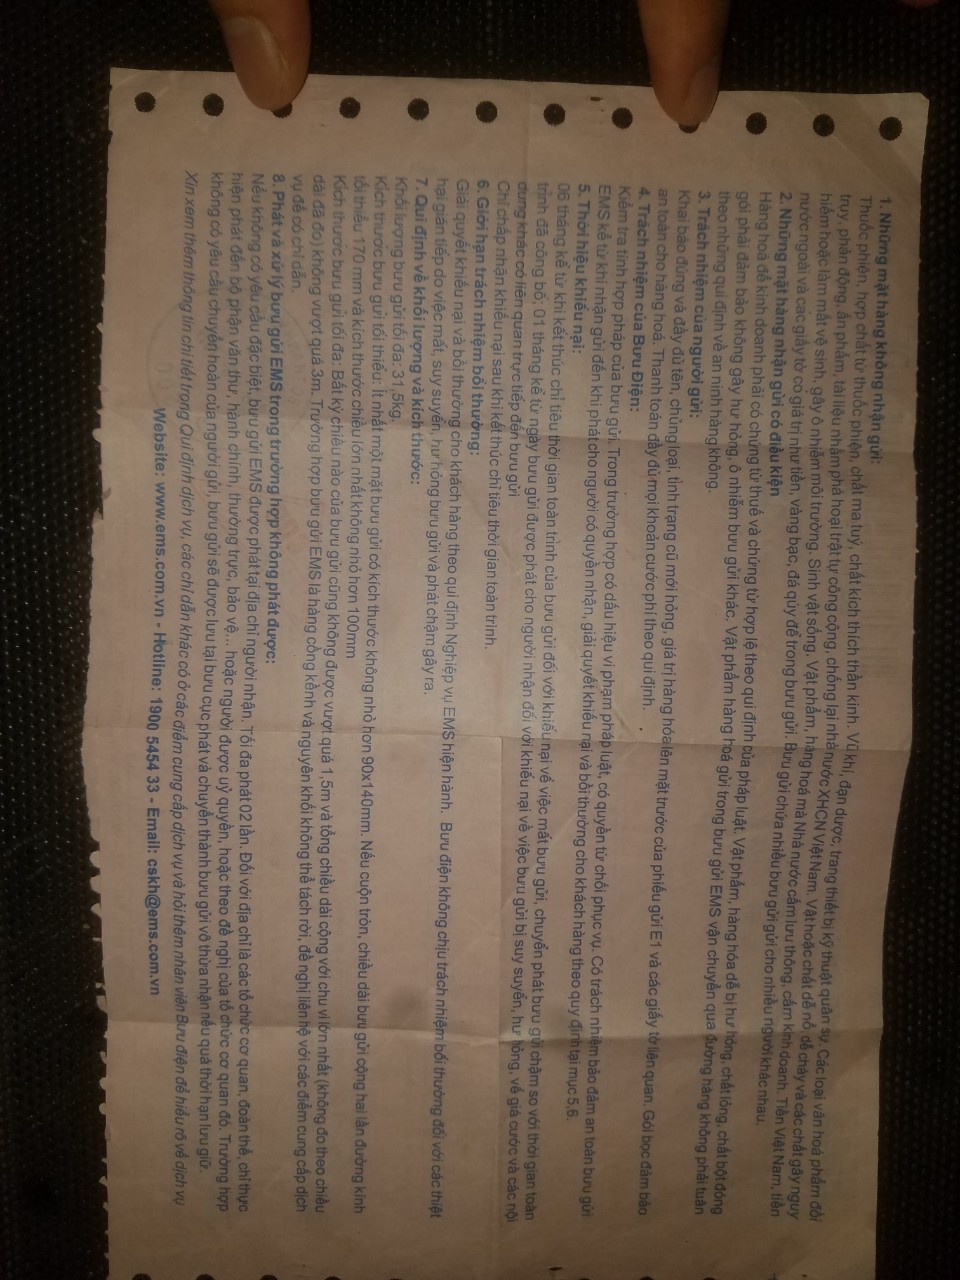 1. Những mặt hàng không nhận gửi:
Thuốc phiện, hợp chất từ thuốc phiện, chất ma tuý, chất kích thích thần kinh. Vũ khí, đạn dược, trang thiết bị kỹ thuật quân sự. Các loại văn hoá phẩm đồi
truỵ, phản động, ấn phẩm, tài liệu nhằm phá hoại trật tự công cộng, chống lại nhà nước XHCN Việt Nam. Vật hoặc chất dễ nổ, dễ cháy và các chất gây nguy
hiểm hoặc làm mất vệ sinh, gây ô nhiễm môi trường. Sinh vật sống. Vật phẩm, hàng hoá mà Nhà nước cấm lưu thông, cấm kinh doanh. Tiền Việt Nam, tiền
nước ngoài và các giấy tờ có giá trị như tiền, vàng bạc, đá qúy để trong bưu gửi. Bưu gửi chứa nhiều bưu gửi gửi cho nhiều người khác nhau.
2. Những mặt hàng nhận gửi có điều kiện
Hàng hoá để kinh doanh phải có chứng từ thuế và chứng từ hợp lệ theo qui định của pháp luật. Vật phẩm, hàng hóa dễ bị hư hỏng, chất lỏng, chất bột đóng
gói phải đảm bảo không gây hư hỏng, ô nhiễm bưu gửi khác. Vật phẩm hàng hoá gửi trong bưu gửi EMS vận chuyển qua đường hàng không phải tuân
theo những qui định về an ninh hàng không.
3. Trách nhiệm của người gửi:
Khai báo đúng và đầy đủ tên, chủng loại, tình trạng cũ mới hỏng, giá trị hàng hóa lên mặt trước của phiếu gửi E1 và các giấy tờ liên quan. Gói bọc đảm bảo
an toàn cho hàng hoá. Thanh toán đầy đủ mọi khoản cước phí theo qui định.
4. Trách nhiệm của Bưu Điện:
Kiểm tra tính hợp pháp của bưu gửi. Trong trường hợp có dấu hiệu vi phạm pháp luật, có quyền từ chối phục vụ. Có trách nhiệm bảo đảm an toàn bưu gửi
EMS kể từ khi nhận gửi đến khi phát cho người có quyền nhận, giải quyết khiếu nại và bồi thường cho khách hàng theo quy định tại mục 5,6.
5. Thời hiệu khiếu nại:
06 tháng kể từ khi kết thúc chỉ tiêu thời gian toàn trình của bưu gửi đối với khiếu nại về việc mất bưu gửi, chuyển phát bưu gửi chậm so với thời gian toàn
trình đã công bố; 01 tháng kể từ ngày bưu gửi được phát cho người nhận đối với khiếu nại về việc bưu gửi bị suy suyển, hư hỏng, về giá cước và các nội
dung khác có liên quan trực tiếp đến bưu gửi
Chỉ chấp nhận khiếu nại sau khi kết thúc chỉ tiêu thời gian toàn trình.
6. Giới hạn trách nhiệm bồi thường:
Giải quyết khiếu nại và bồi thường cho khách hàng theo qui định Nghiệp vụ EMS hiện hành. Bưu điện không chịu trách nhiệm bồi thường đối với các thiệt
hại gián tiếp do việc mất, suy suyển, hư hỏng bưu gửi và phát chậm gây ra.
7. Qui định về khối lượng và kích thước:
Khối lượng bưu gửi tối đa: 31,5kg.
Kích thước bưu gửi tối thiểu: Ít nhất một mặt bưu gửi có kích thước không nhỏ hơn 90x140mm. Nếu cuộn tròn, chiều dài bưu gửi cộng hai lần đường kính
tối thiểu 170 mm và kích thước chiều lớn nhất không nhỏ hơn 100mm
Kích thước bưu gửi tối đa: Bất kỳ chiều nào của bưu gửi cũng không được vượt quá 1,5m và tổng chiều dài cộng với chu vi lớn nhất (không đo theo chiều
dài đã đo) không vượt quá 3m. Trường hợp bưu gửi EMS là hàng cồng kềnh và nguyên khối không thể tách rời, đề nghị liên hệ với các điểm cung cấp dịch
vụ để có chỉ dẫn.
8. Phát và xử lý bưu gửi EMS trong trường hợp không phát được:
Nếu không có yêu cầu đặc biệt, bưu gửi EMS được phát tại địa chỉ người nhận. Tối đa phát 02 lần. Đối với địa chỉ là các tổ chức cơ quan, đoàn thể, chỉ thực
hiện phát đến bộ phận văn thư, hành chính, thường trực, bảo vệ,... hoặc người được uỷ quyền, hoặc theo đề nghị của tổ chức cơ quan đó. Trường hợp
không có yêu cầu chuyển hoàn của người gửi, bưu gửi sẽ được lưu tại bưu cục phát và chuyển thành bưu gửi vô thừa nhận nếu quá thời hạn lưu giữ.
Xin xem thêm thông tin chi tiết trong Qui định dịch vụ, các chỉ dẫn khác có ở các điểm cung cấp dịch vụ và hỏi thêm nhân viên Bưu điện để hiểu rõ về dịch vụ
Website: www.ems.com.vn - Hotline: 1900 5454 33 - Email: cskh@ems.com.vn